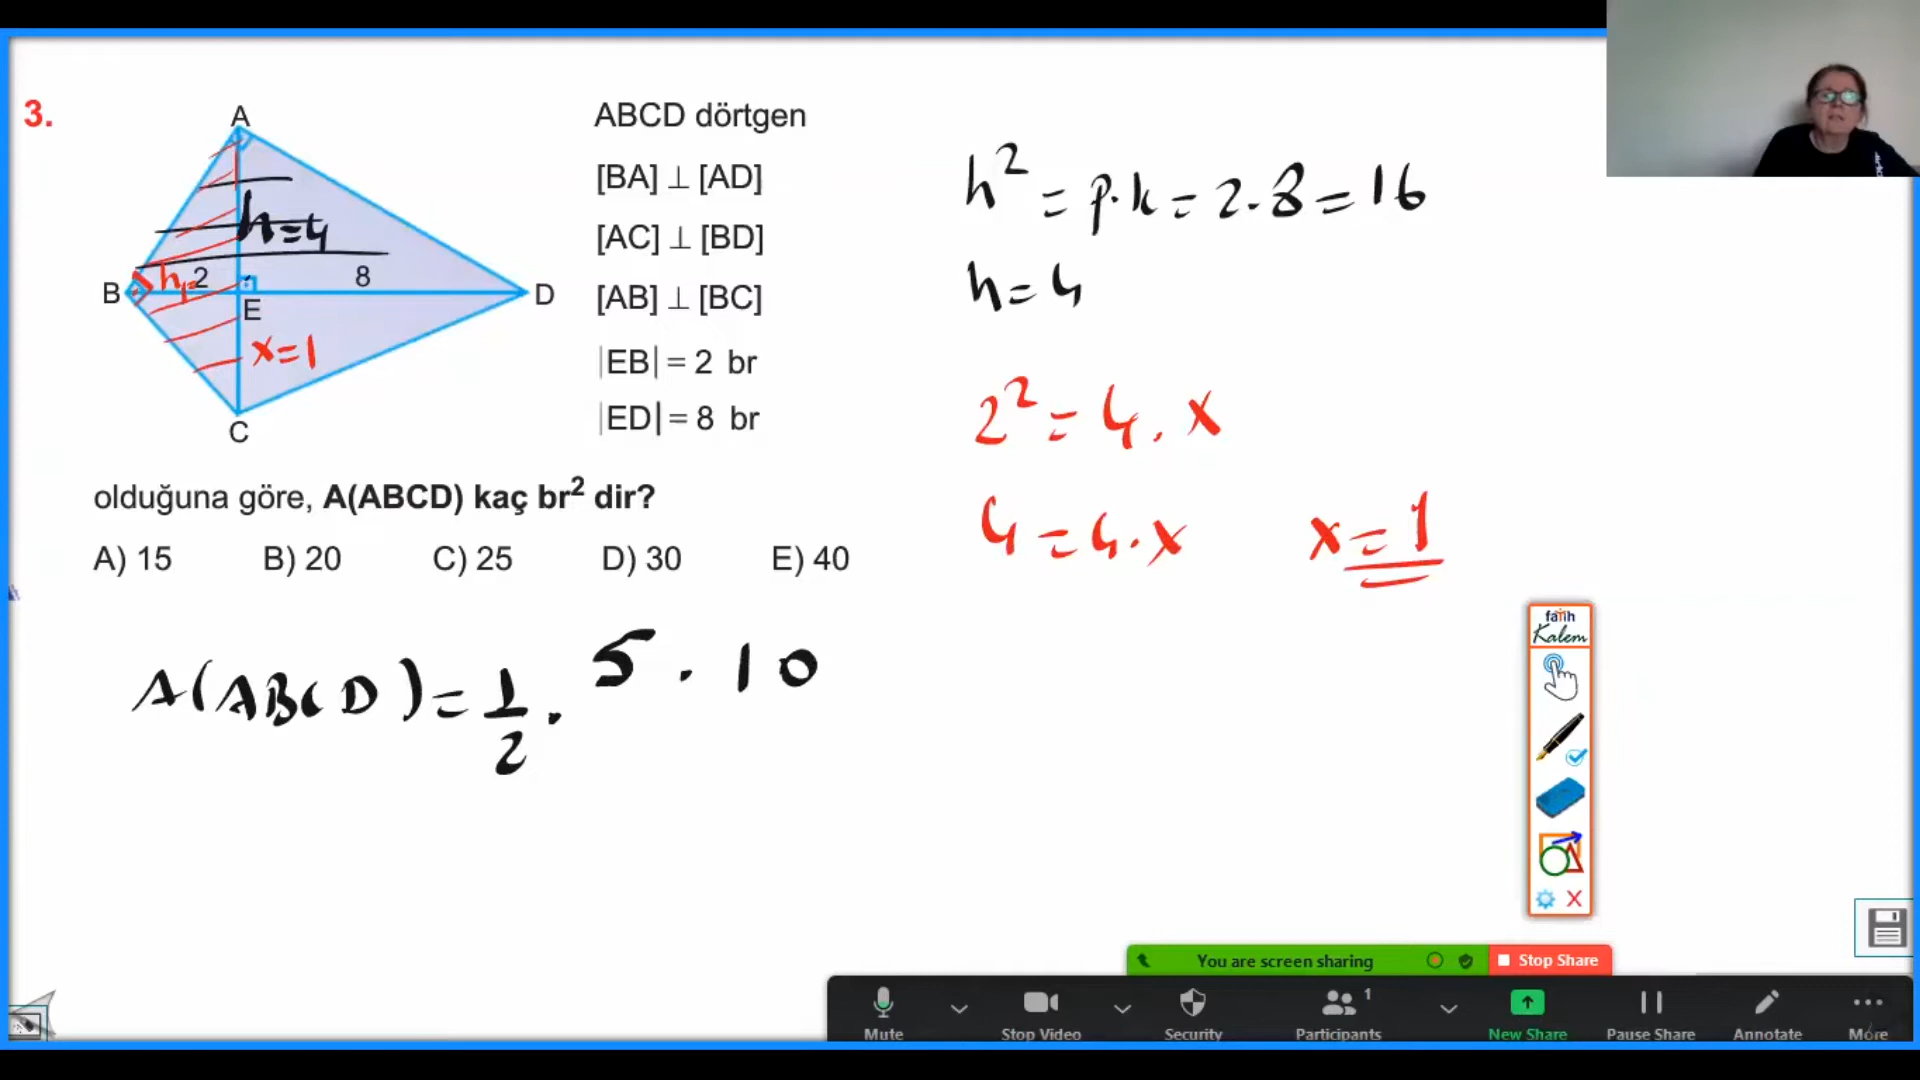 3.
A
ABCD dörtgen
[BA] ⊥ [AD]
[AC] ⊥ [BD]
[AB] ⊥ [BC]
|EB| = 2 br
|ED| = 8 br
h=4
B
h=
2
8
D
E
x=1
C
olduğuna göre, A(ABCD) kaç br² dir?
A) 15 B) 20 C) 25 D) 30 E) 40
A(ABCD) = 1/2 . 5 . 10
h² = p.k = 2.8 = 16
h = 4
2² = 4 . x
4 = 4 . x x = 1
fatih
Kalem
You are screen sharing
Stop Share
Mute
Stop Video
Security
Participants
1
New Share
Pause Share
Annotate
More